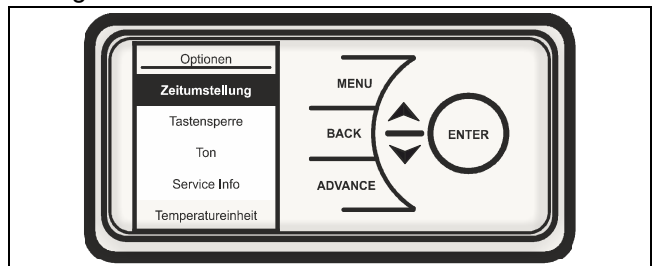 Optionen
Zeitumstellung
Tastensperre
Ton
Service Info
Temperatureinheit
MENU
BACK
ADVANCE
ENTER